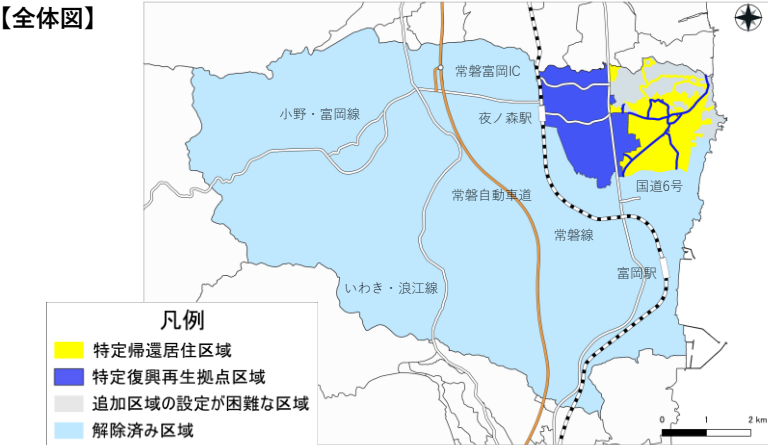 【全体図】
常磐富岡IC
小野・富岡線
夜ノ森駅
国道6号
常磐自動車道
常磐線
富岡駅
いわき・浪江線
凡例
特定帰還居住区域
特定復興再生拠点区域
追加区域の設定が困難な区域
解除済み区域
0 1 2 km